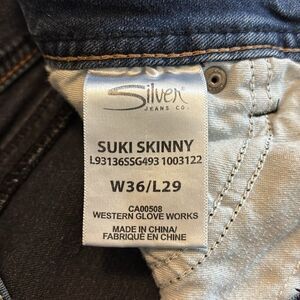 Silver
JEANS CO.
SUKI SKINNY
L93136SSG493 1003122
W36/L29
CA00508
WESTERN GLOVE WORKS
MADE IN CHINA/
FABRIQUÉ EN CHINE